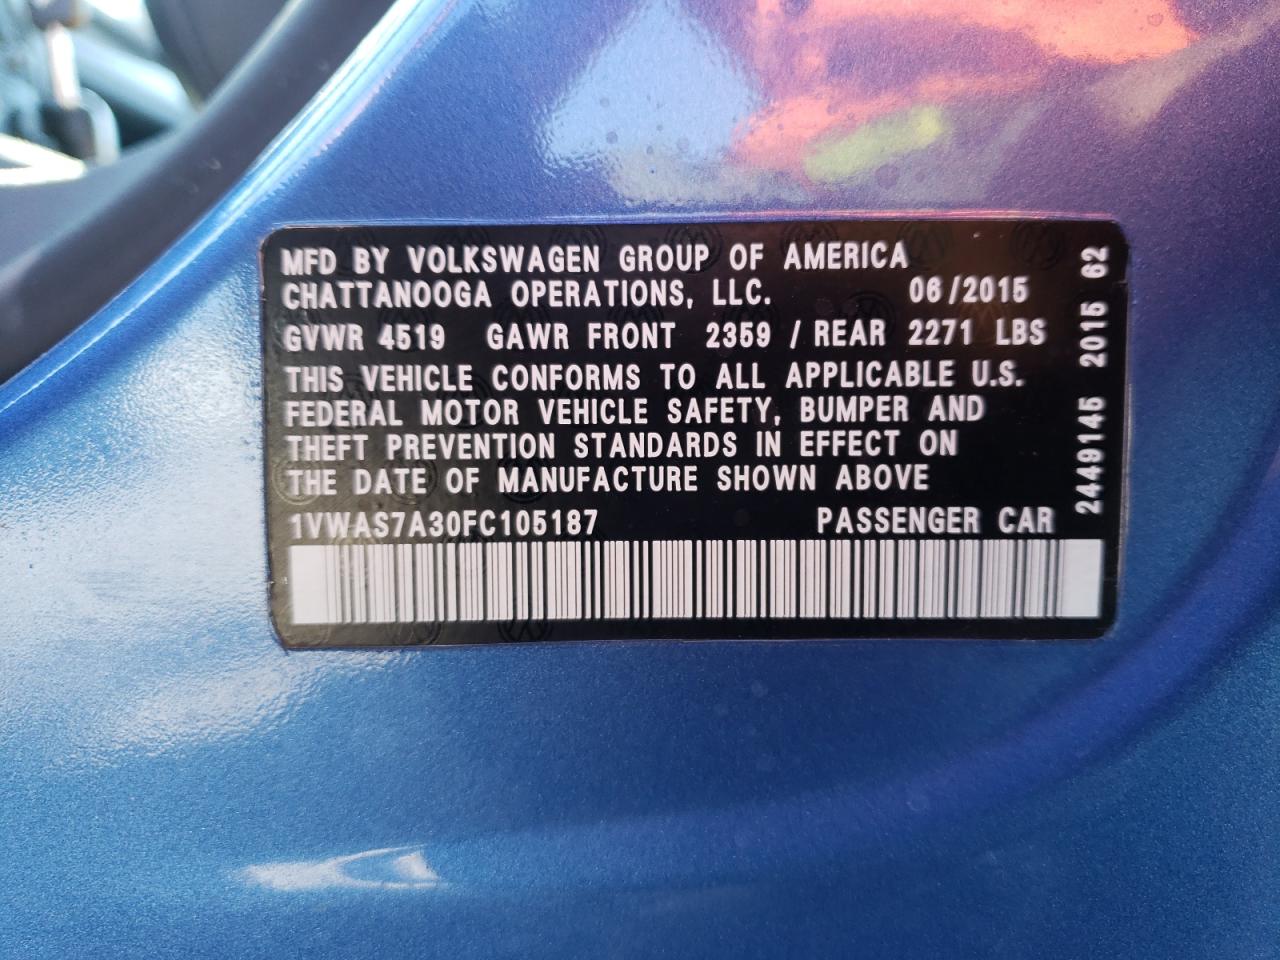 MFD BY VOLKSWAGEN GROUP OF AMERICA
CHATTANOOGA OPERATIONS, LLC. 06/2015
GVWR 4519 GAWR FRONT 2359 / REAR 2271 LBS
THIS VEHICLE CONFORMS TO ALL APPLICABLE U.S.
FEDERAL MOTOR VEHICLE SAFETY, BUMPER AND
THEFT PREVENTION STANDARDS IN EFFECT ON
THE DATE OF MANUFACTURE SHOWN ABOVE
1VWAS7A30FC105187 PASSENGER CAR
2449145 2015 62